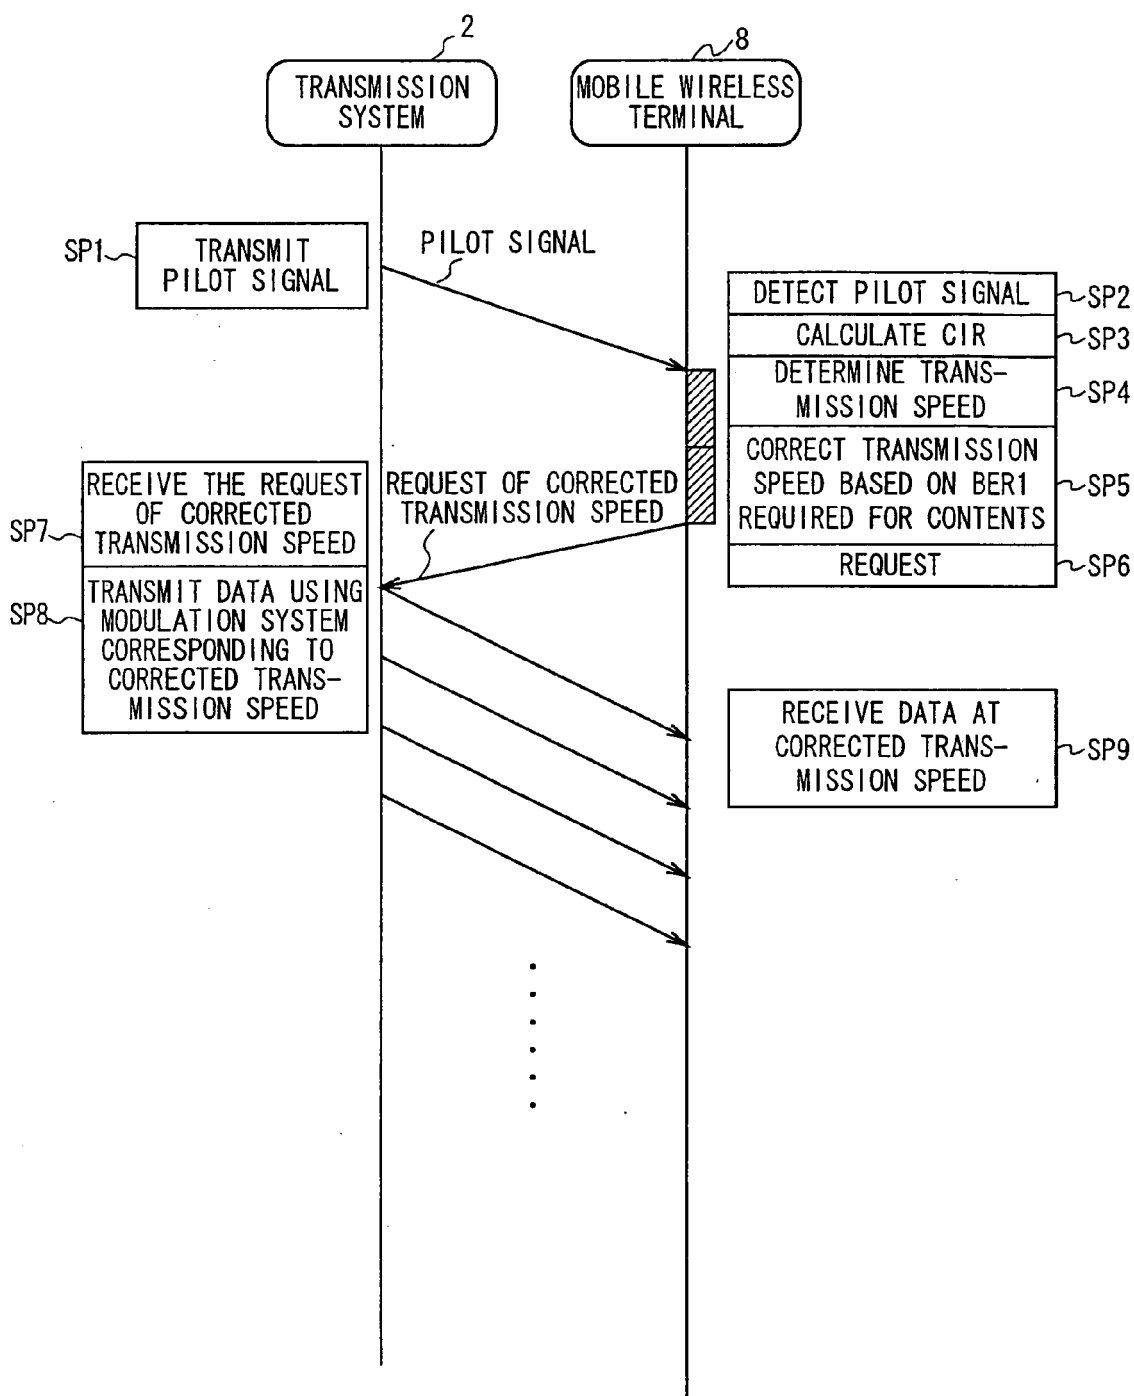 2
8
TRANSMISSION
SYSTEM
MOBILE WIRELESS
TERMINAL
SP1
TRANSMIT
PILOT SIGNAL
PILOT SIGNAL
DETECT PILOT SIGNAL
SP2
CALCULATE CIR
SP3
DETERMINE TRANS-
MISSION SPEED
SP4
CORRECT TRANSMISSION
SPEED BASED ON BER1
REQUIRED FOR CONTENTS
SP5
REQUEST
SP6
REQUEST OF CORRECTED
TRANSMISSION SPEED
SP7
RECEIVE THE REQUEST
OF CORRECTED
TRANSMISSION SPEED
SP8
TRANSMIT DATA USING
MODULATION SYSTEM
CORRESPONDING TO
CORRECTED TRANS-
MISSION SPEED
RECEIVE DATA AT
CORRECTED TRANS-
MISSION SPEED
SP9